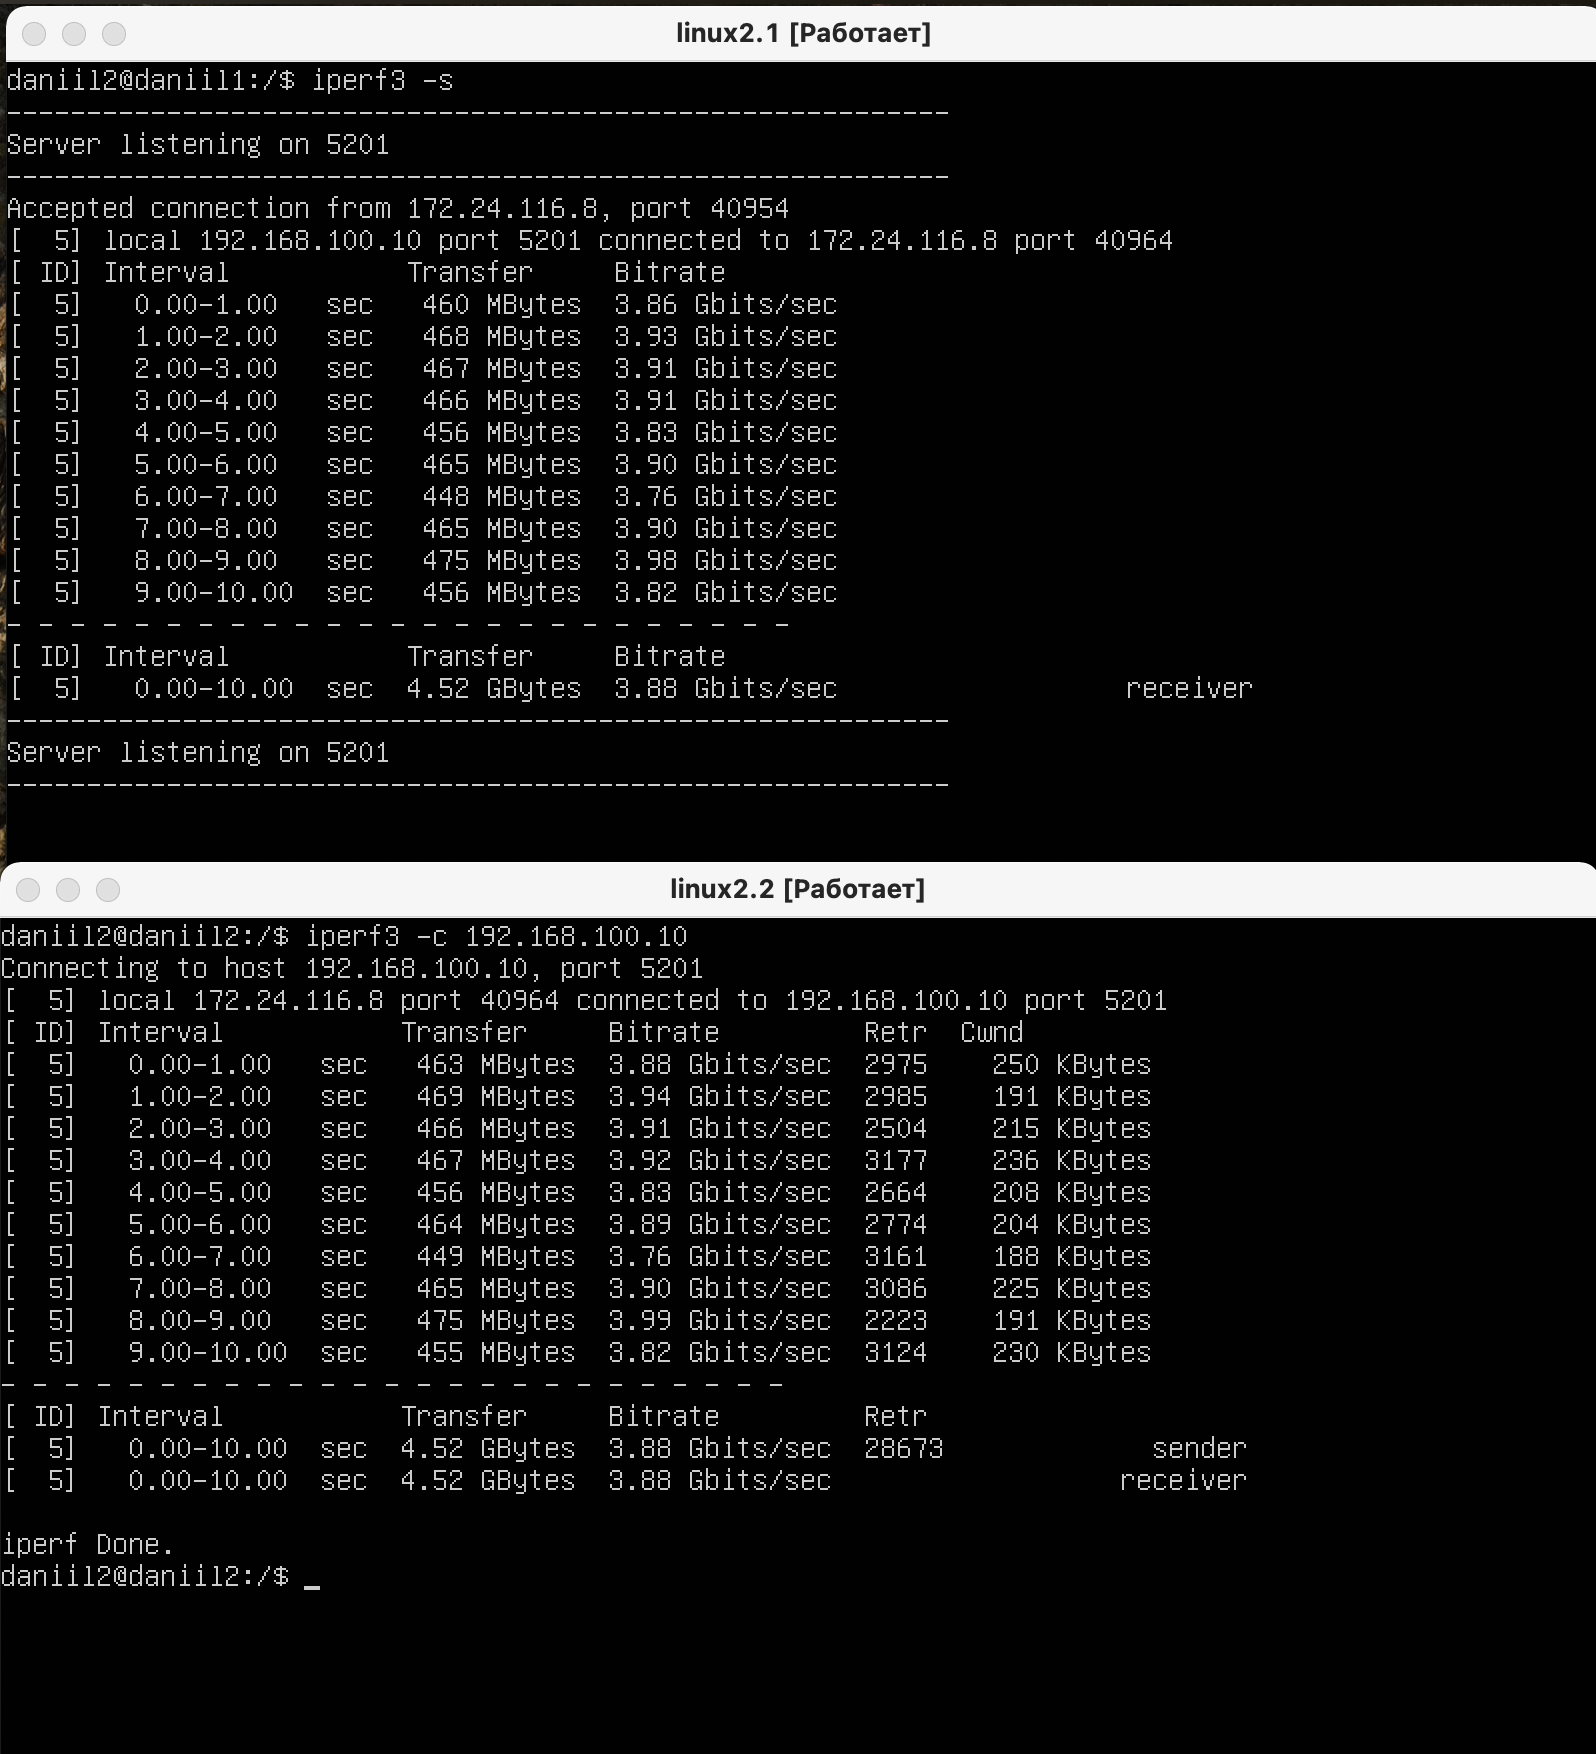 linux2.1 [Работает]
daniil2@daniil1:/$ iperf3 -s
-----------------------------------------------------------
Server listening on 5201
-----------------------------------------------------------
Accepted connection from 172.24.116.8, port 40954
[  5] local 192.168.100.10 port 5201 connected to 172.24.116.8 port 40964
[ ID] Interval           Transfer     Bitrate
[  5]   0.00-1.00   sec   460 MBytes  3.86 Gbits/sec
[  5]   1.00-2.00   sec   468 MBytes  3.93 Gbits/sec
[  5]   2.00-3.00   sec   467 MBytes  3.91 Gbits/sec
[  5]   3.00-4.00   sec   466 MBytes  3.91 Gbits/sec
[  5]   4.00-5.00   sec   456 MBytes  3.83 Gbits/sec
[  5]   5.00-6.00   sec   465 MBytes  3.90 Gbits/sec
[  5]   6.00-7.00   sec   448 MBytes  3.76 Gbits/sec
[  5]   7.00-8.00   sec   465 MBytes  3.90 Gbits/sec
[  5]   8.00-9.00   sec   475 MBytes  3.98 Gbits/sec
[  5]   9.00-10.00  sec   456 MBytes  3.82 Gbits/sec
- - - - - - - - - - - - - - - - - - - - - - - - -
[ ID] Interval           Transfer     Bitrate
[  5]   0.00-10.00  sec  4.52 GBytes  3.88 Gbits/sec                  receiver
-----------------------------------------------------------
Server listening on 5201
-----------------------------------------------------------
linux2.2 [Работает]
daniil2@daniil2:/$ iperf3 -c 192.168.100.10
Connecting to host 192.168.100.10, port 5201
[  5] local 172.24.116.8 port 40964 connected to 192.168.100.10 port 5201
[ ID] Interval           Transfer     Bitrate         Retr  Cwnd
[  5]   0.00-1.00   sec   463 MBytes  3.88 Gbits/sec  2975    250 KBytes
[  5]   1.00-2.00   sec   469 MBytes  3.94 Gbits/sec  2985    191 KBytes
[  5]   2.00-3.00   sec   466 MBytes  3.91 Gbits/sec  2504    215 KBytes
[  5]   3.00-4.00   sec   467 MBytes  3.92 Gbits/sec  3177    236 KBytes
[  5]   4.00-5.00   sec   456 MBytes  3.83 Gbits/sec  2664    208 KBytes
[  5]   5.00-6.00   sec   464 MBytes  3.89 Gbits/sec  2774    204 KBytes
[  5]   6.00-7.00   sec   449 MBytes  3.76 Gbits/sec  3161    188 KBytes
[  5]   7.00-8.00   sec   465 MBytes  3.90 Gbits/sec  3086    225 KBytes
[  5]   8.00-9.00   sec   475 MBytes  3.99 Gbits/sec  2223    191 KBytes
[  5]   9.00-10.00  sec   455 MBytes  3.82 Gbits/sec  3124    230 KBytes
- - - - - - - - - - - - - - - - - - - - - - - - -
[ ID] Interval           Transfer     Bitrate         Retr
[  5]   0.00-10.00  sec  4.52 GBytes  3.88 Gbits/sec  28673             sender
[  5]   0.00-10.00  sec  4.52 GBytes  3.88 Gbits/sec                  receiver
iperf Done.
daniil2@daniil2:/$ _